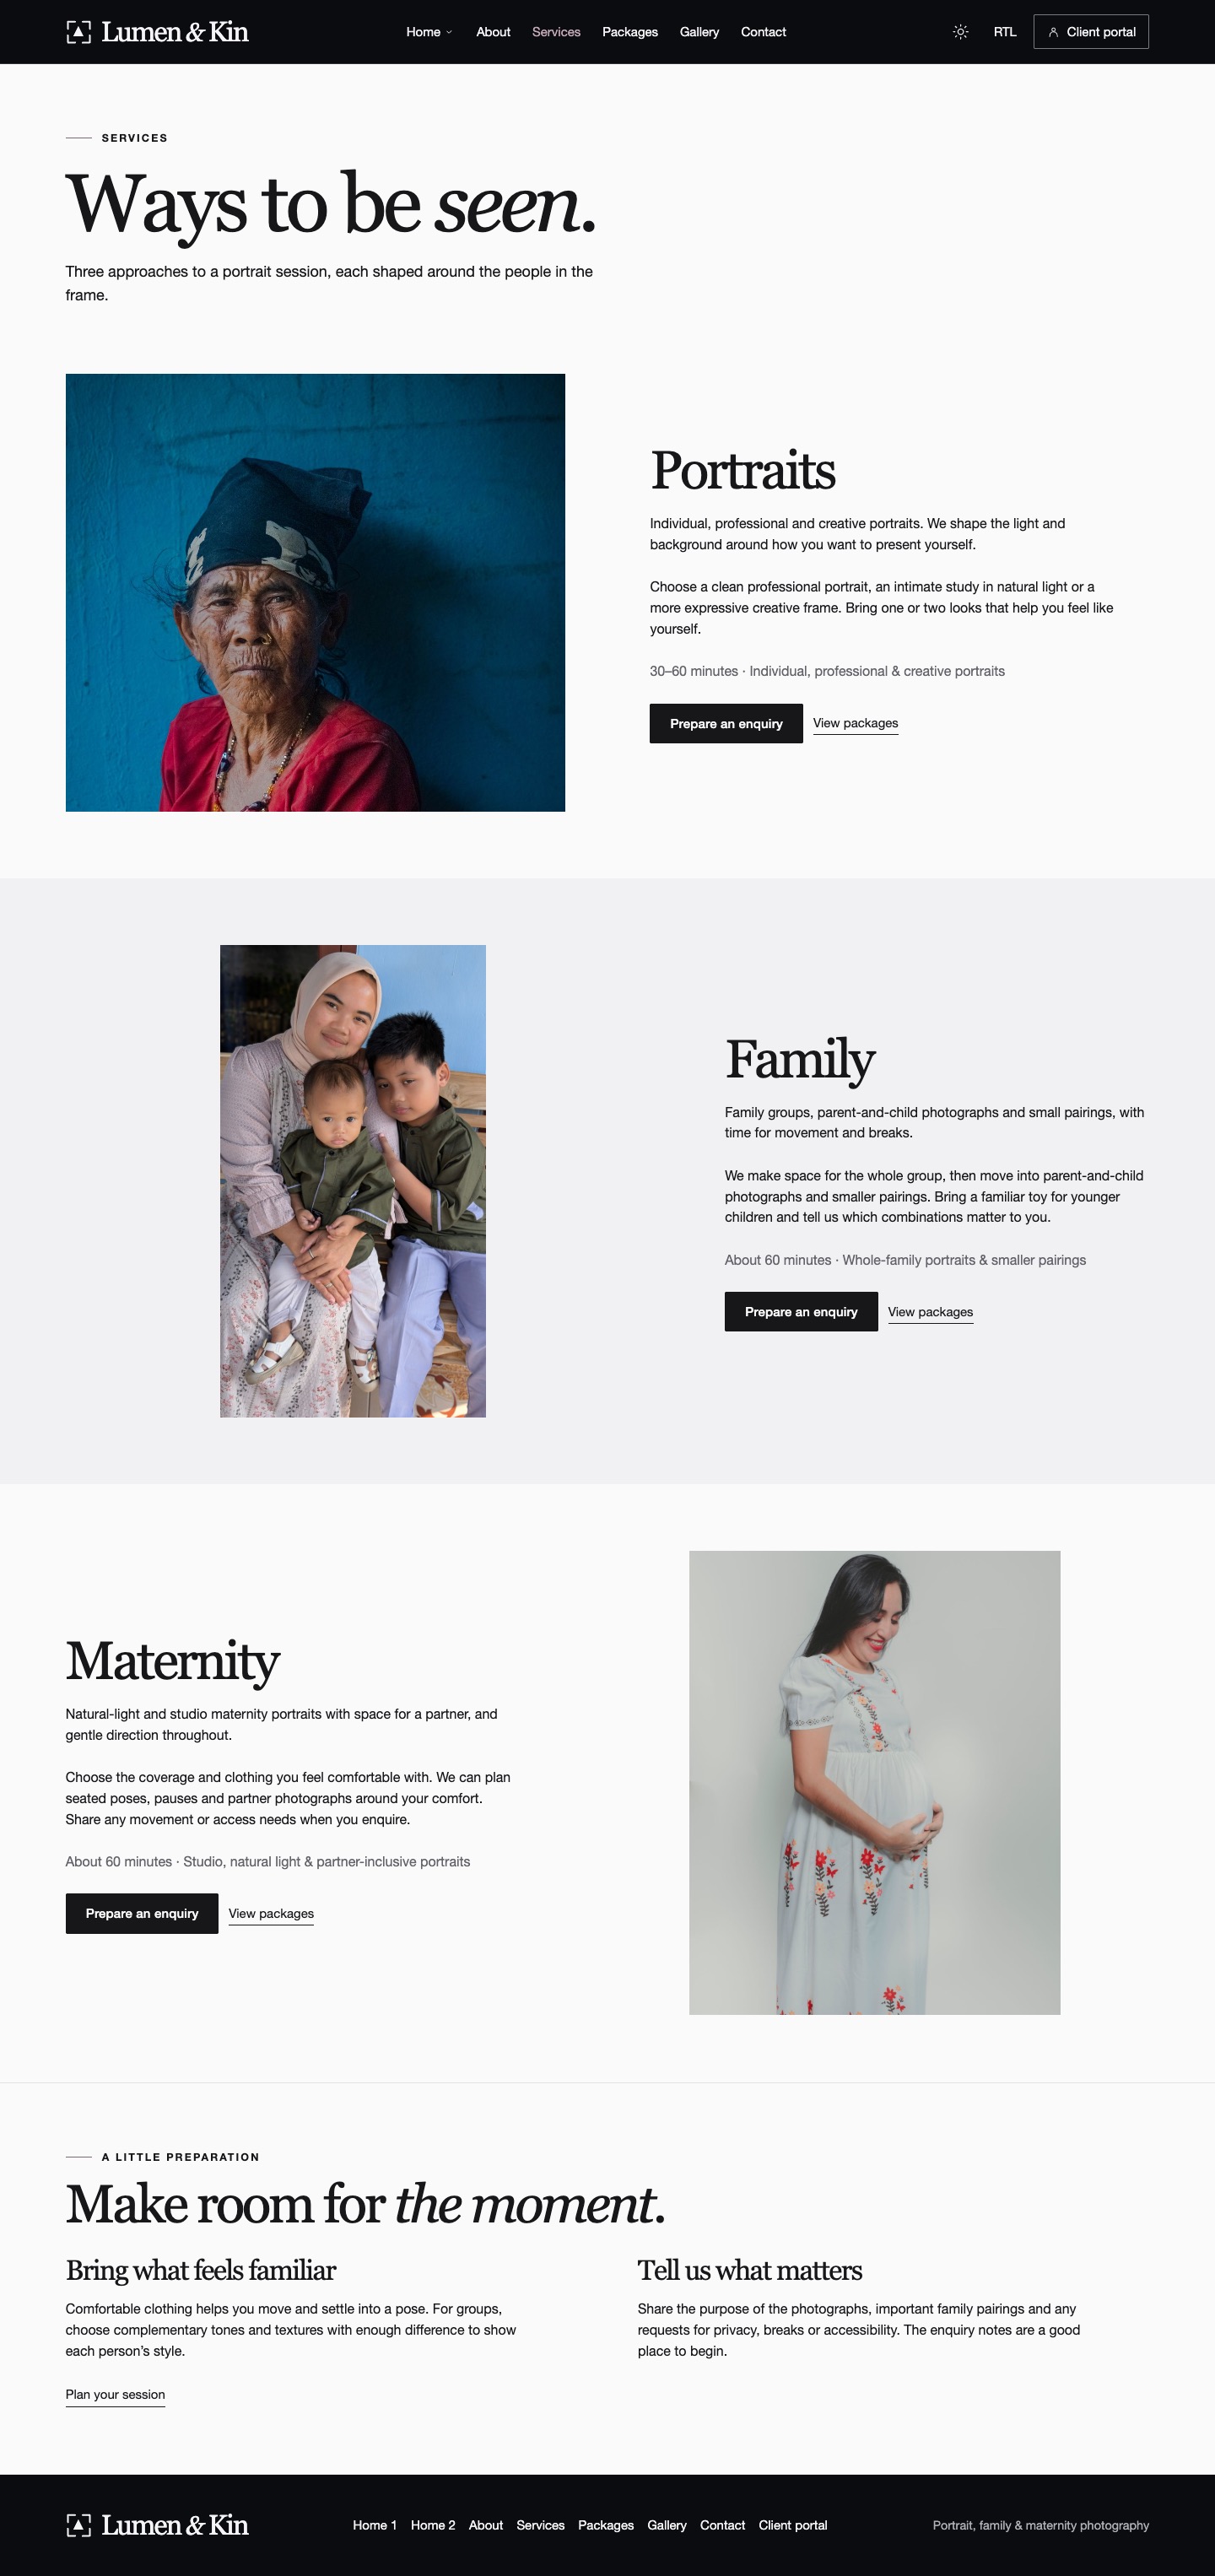 Lumen & Kin
Home About Services Packages Gallery Contact RTL Client portal
SERVICES
Ways to be seen.
Three approaches to a portrait session, each shaped around the people in the
frame.
Portraits
Individual, professional and creative portraits. We shape the light and
background around how you want to present yourself.
Choose a clean professional portrait, an intimate study in natural light or a
more expressive creative frame. Bring one or two looks that help you feel like
yourself.
30–60 minutes · Individual, professional & creative portraits
Prepare an enquiry View packages
Family
Family groups, parent-and-child photographs and small pairings, with
time for movement and breaks.
We make space for the whole group, then move into parent-and-child
photographs and smaller pairings. Bring a familiar toy for younger
children and tell us which combinations matter to you.
About 60 minutes · Whole-family portraits & smaller pairings
Prepare an enquiry View packages
Maternity
Natural-light and studio maternity portraits with space for a partner, and
gentle direction throughout.
Choose the coverage and clothing you feel comfortable with. We can plan
seated poses, pauses and partner photographs around your comfort.
Share any movement or access needs when you enquire.
About 60 minutes · Studio, natural light & partner-inclusive portraits
Prepare an enquiry View packages
A LITTLE PREPARATION
Make room for the moment.
Bring what feels familiar
Comfortable clothing helps you move and settle into a pose. For groups,
choose complementary tones and textures with enough difference to show
each person’s style.
Plan your session
Tell us what matters
Share the purpose of the photographs, important family pairings and any
requests for privacy, breaks or accessibility. The enquiry notes are a good
place to begin.
Lumen & Kin
Home 1 Home 2 About Services Packages Gallery Contact Client portal
Portrait, family & maternity photography